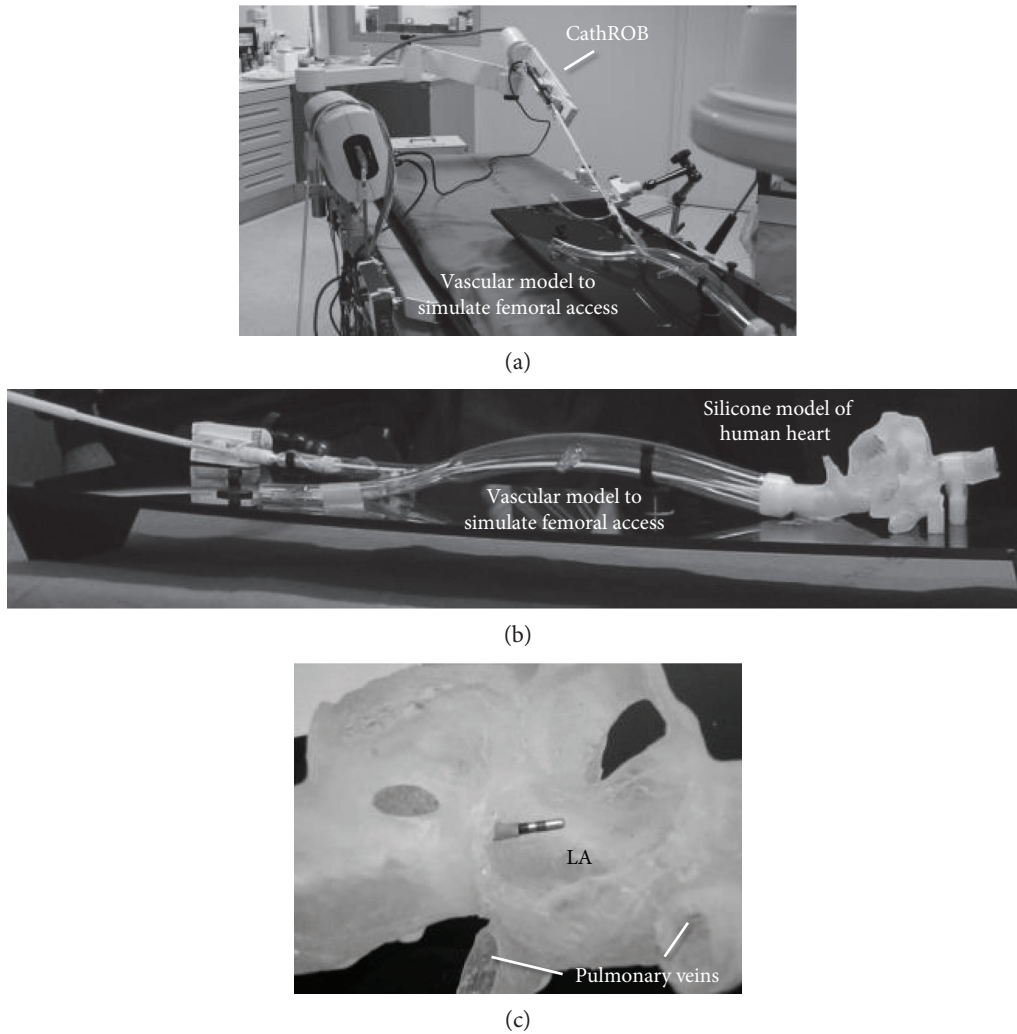 CathROB
Vascular model to
simulate femoral access
(a)
Silicone model of
human heart
Vascular model to
simulate femoral access
(b)
LA
Pulmonary veins
(c)